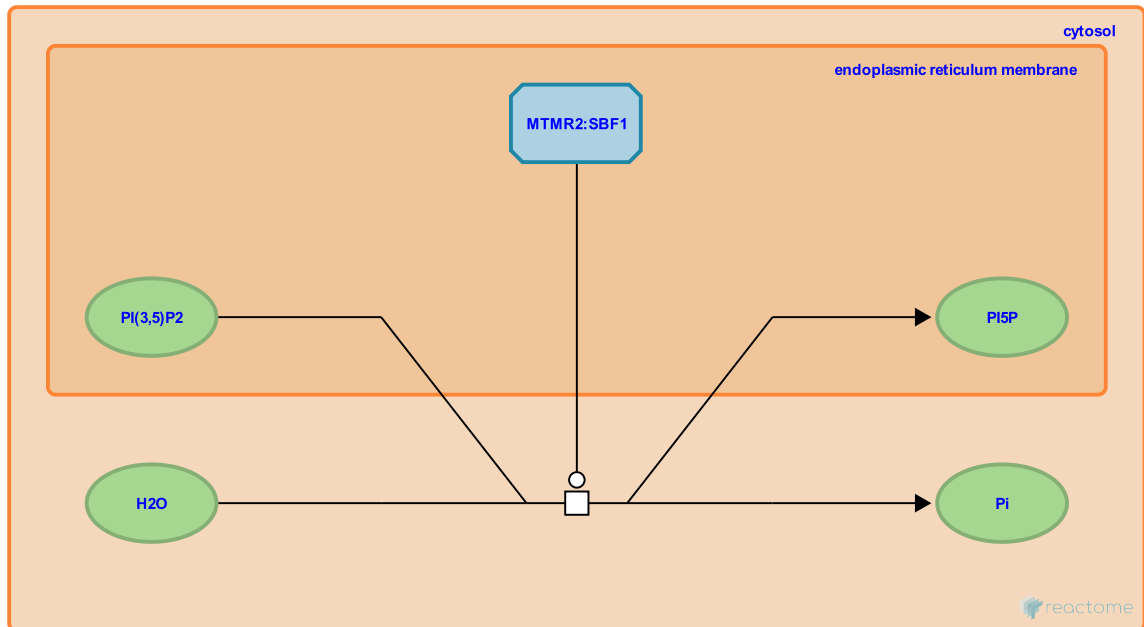 cytosol
endoplasmic reticulum membrane
MTMR2:SBF1
PI(3,5)P2
PI5P
H2O
Pi
reactome